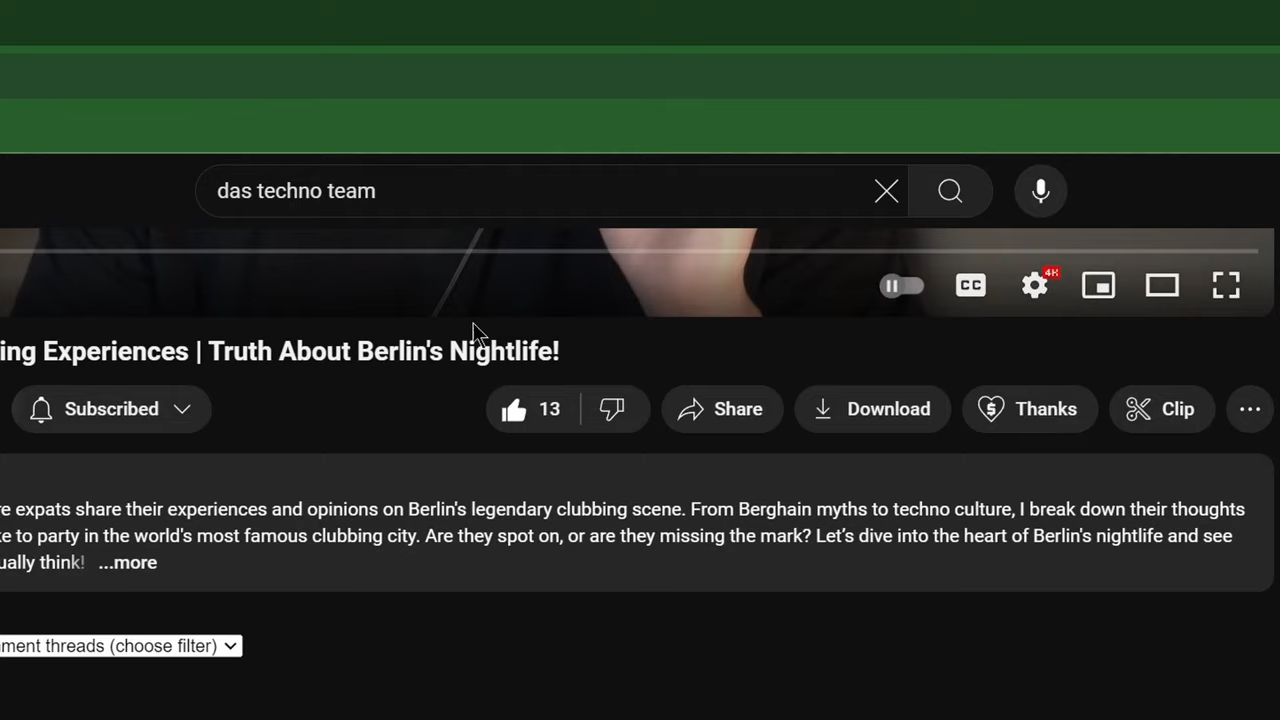 das techno team
CC
4K
ing Experiences | Truth About Berlin's Nightlife!
Subscribed
13
Share
Download
Thanks
Clip
re expats share their experiences and opinions on Berlin's legendary clubbing scene. From Berghain myths to techno culture, I break down their thoughts
ke to party in the world's most famous clubbing city. Are they spot on, or are they missing the mark? Let’s dive into the heart of Berlin's nightlife and see
ually think! ...more
ment threads (choose filter)